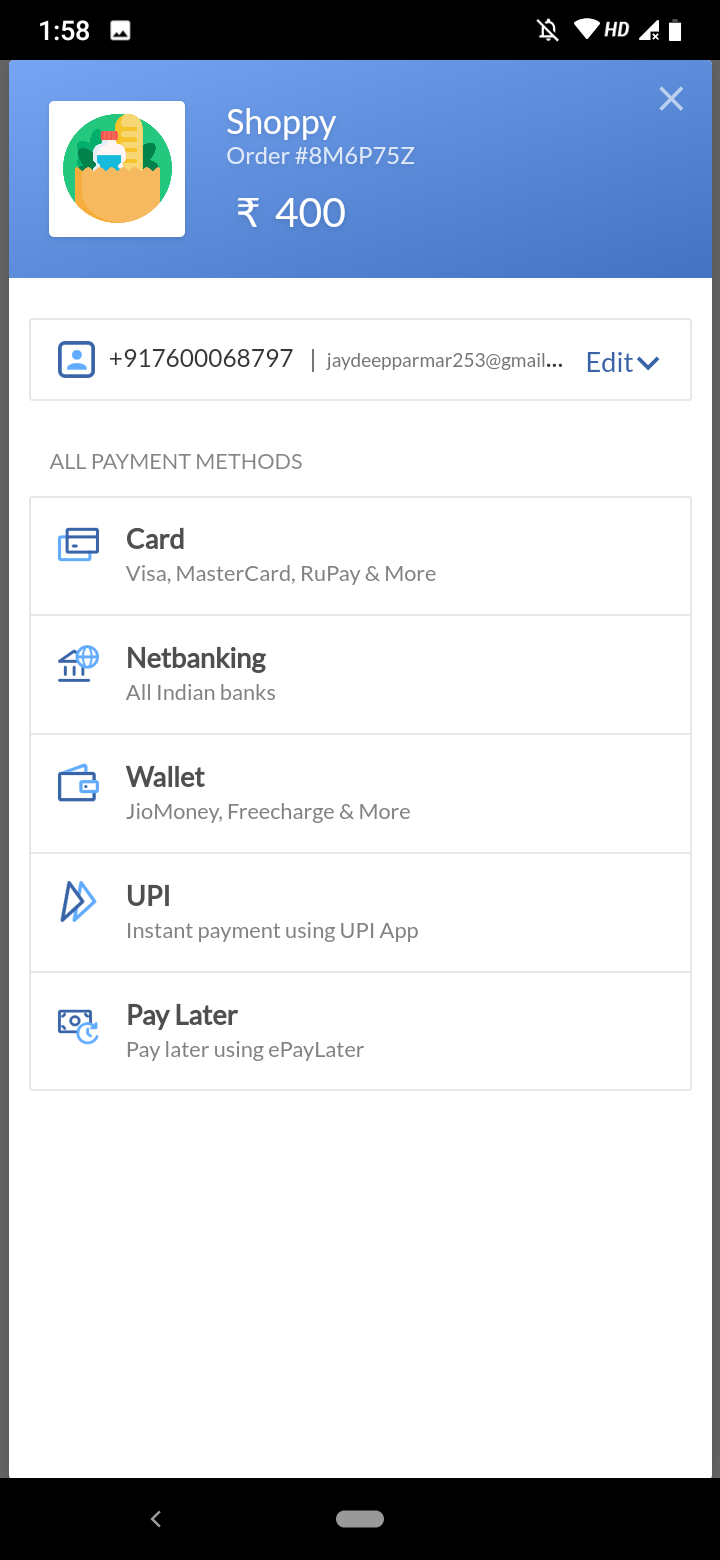 1:58 HD
Shoppy
Order #8M6P75Z
₹ 400
+917600068797 | jaydeepparmar253@gmail... Edit
ALL PAYMENT METHODS
Card
Visa, MasterCard, RuPay & More
Netbanking
All Indian banks
Wallet
JioMoney, Freecharge & More
UPI
Instant payment using UPI App
Pay Later
Pay later using ePayLater